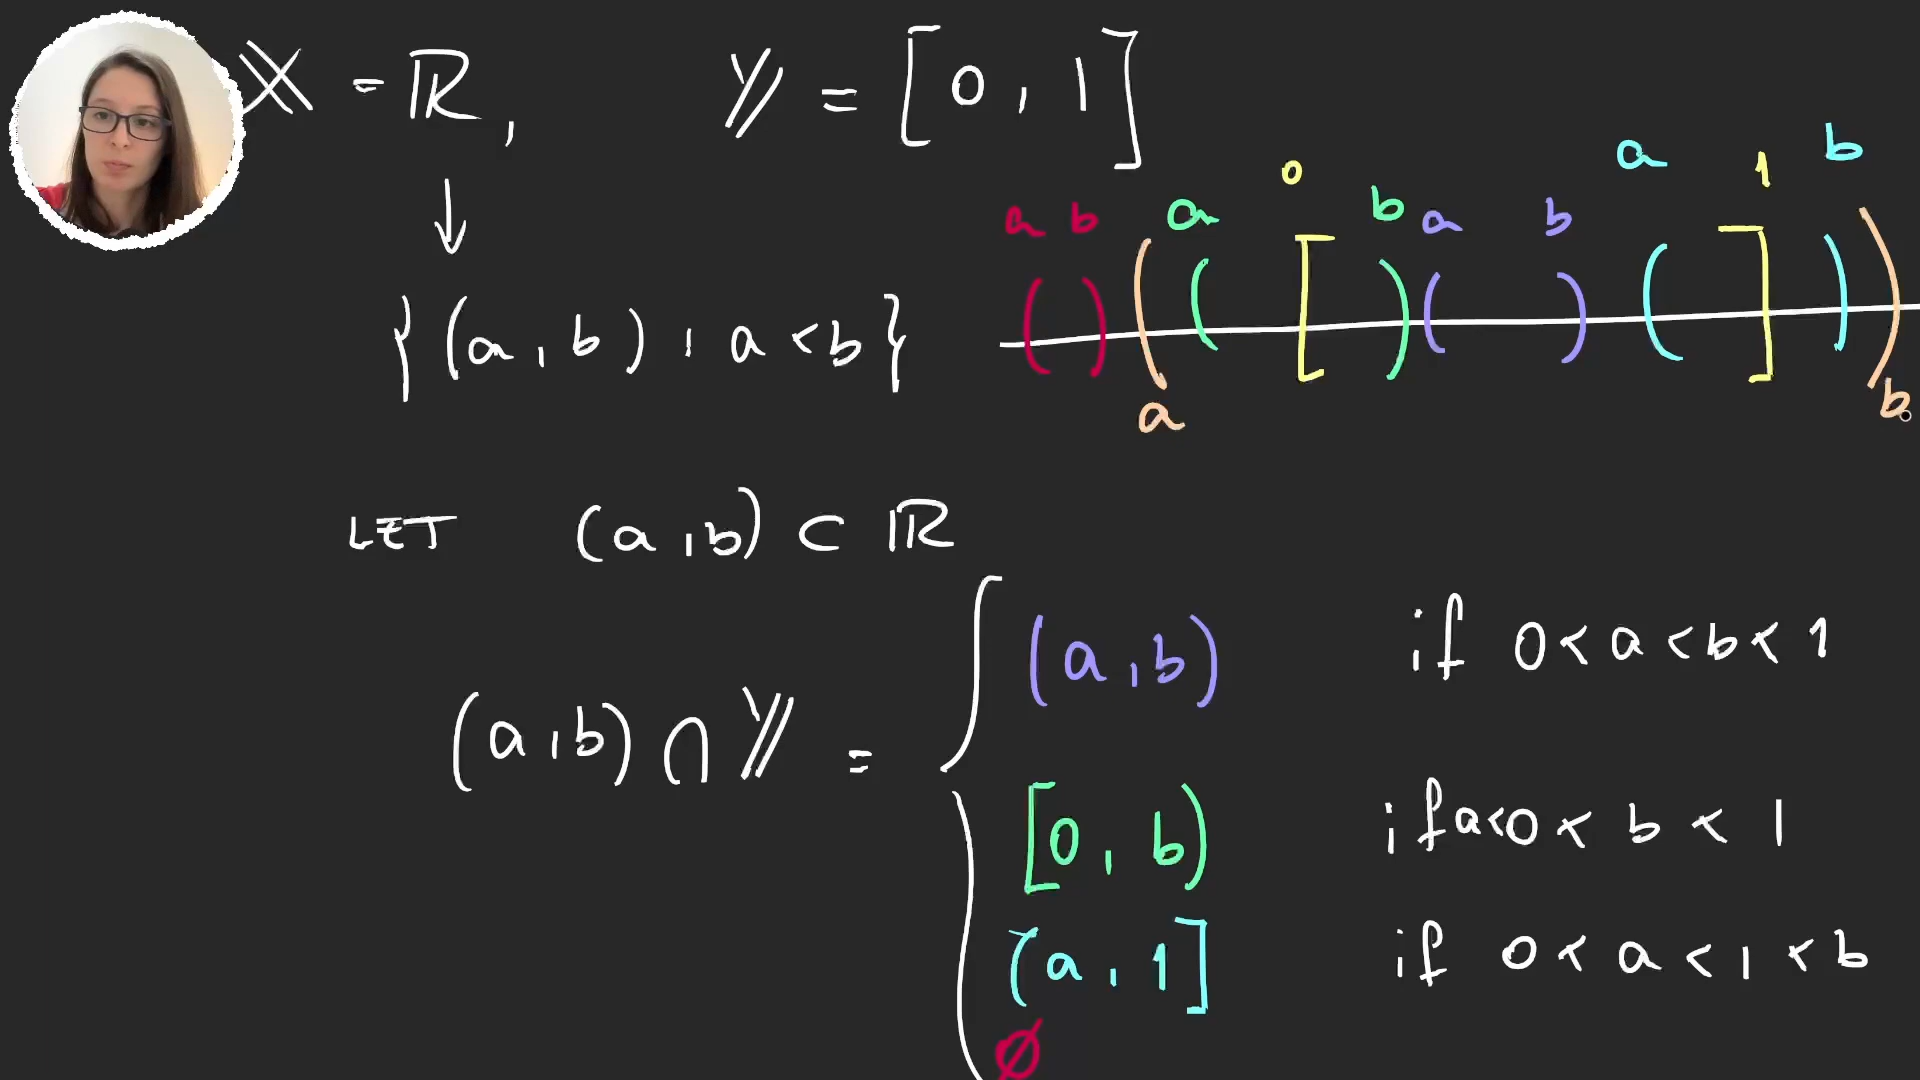 𝕏 = ℝ, 𝕐 = [0, 1]
a b a 0 b a b a 1 b
( ) ( ( [ ) ( ) ( ] ) )
a b
{(a, b) : a < b}
LET (a, b) ⊂ ℝ
(a, b) ∩ 𝕐 = {
(a, b) if 0 < a < b < 1
[0, b) if a<0 < b < 1
(a, 1] if 0 < a < 1 < b
∅